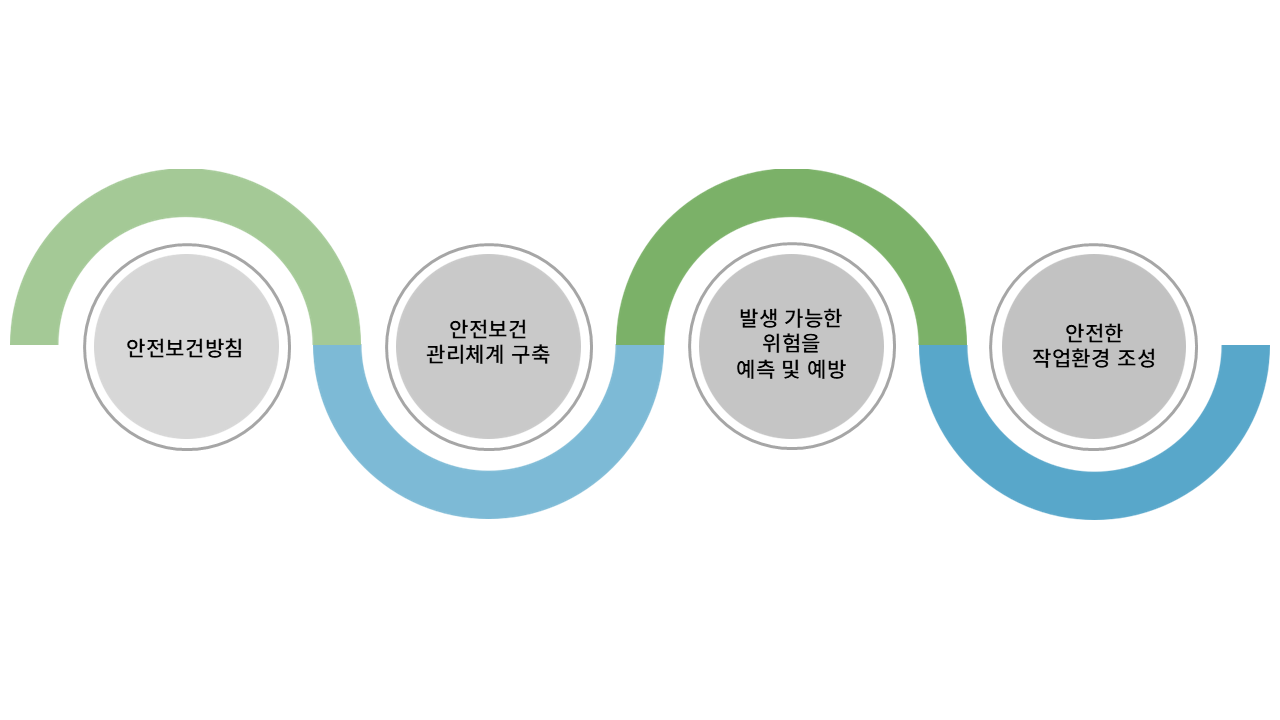 안전보건방침
안전보건
관리체계 구축
발생 가능한
위험을
예측 및 예방
안전한
작업환경 조성